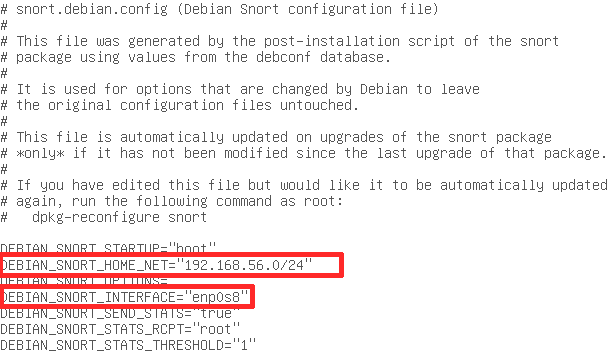 # snort.debian.config (Debian Snort configuration file)
#
# This file was generated by the post-installation script of the snort
# package using values from the debconf database.
#
# It is used for options that are changed by Debian to leave
# the original configuration files untouched.
#
# This file is automatically updated on upgrades of the snort package
# *only* if it has not been modified since the last upgrade of that package.
#
# If you have edited this file but would like it to be automatically updated
# again, run the following command as root:
#   dpkg-reconfigure snort
DEBIAN_SNORT_STARTUP="boot"
DEBIAN_SNORT_HOME_NET="192.168.56.0/24"
DEBIAN_SNORT_OPTIONS=
DEBIAN_SNORT_INTERFACE="enp0s8"
DEBIAN_SNORT_SEND_STATS="true"
DEBIAN_SNORT_STATS_RCPT="root"
DEBIAN_SNORT_STATS_THRESHOLD="1"